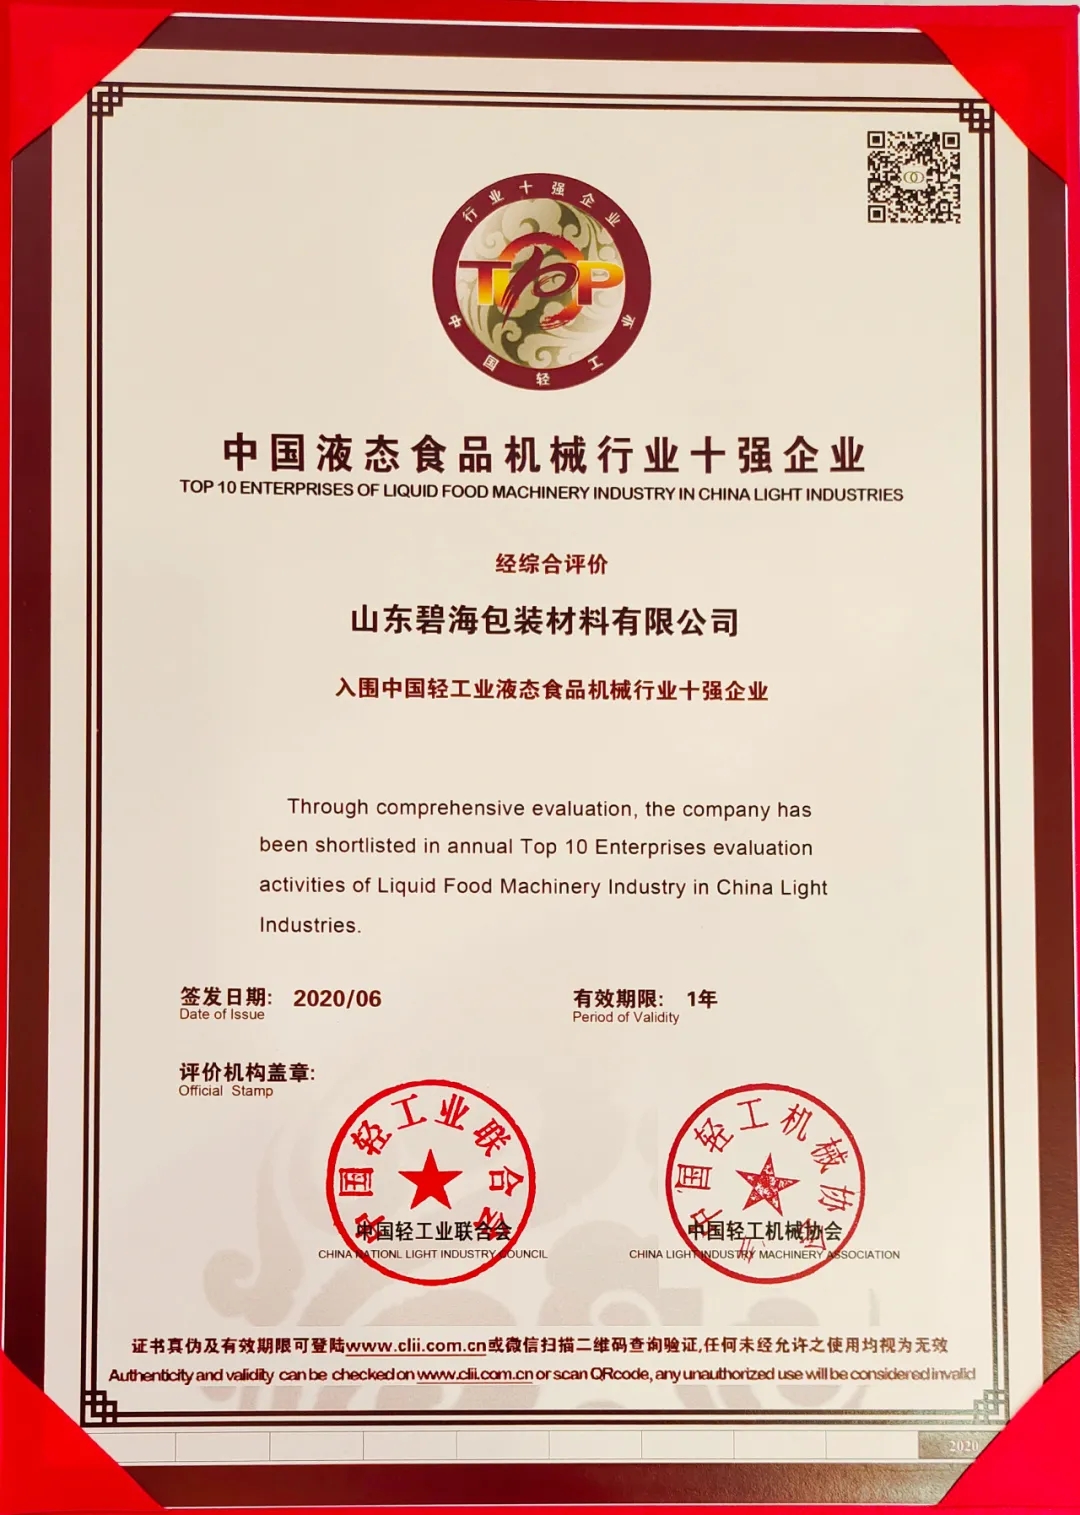 行业十强企业
TOP
中国轻工业
中国液态食品机械行业十强企业
TOP 10 ENTERPRISES OF LIQUID FOOD MACHINERY INDUSTRY IN CHINA LIGHT INDUSTRIES
经综合评价
山东碧海包装材料有限公司
入围中国轻工业液态食品机械行业十强企业
Through comprehensive evaluation, the company has
been shortlisted in annual Top 10 Enterprises evaluation
activities of Liquid Food Machinery Industry in China Light
Industries.
签发日期: 2020/06 有效期限: 1年
Date of Issue Period of Validity
评价机构盖章:
Official Stamp
中国轻工业联合会
中国轻工机械协会
中国轻工业联合会 中国轻工机械协会
CHINA NATIONL LIGHT INDUSTRY COUNCIL CHINA LIGHT INDUSTRY MACHINERY ASSOCIATION
证书真伪及有效期限可登陆www.clii.com.cn或微信扫描二维码查询验证,任何未经允许之使用均视为无效
Authenticity and validity can be checked on www.clii.com.cn or scan QRcode, any unauthorized use will be considered invalid
2020